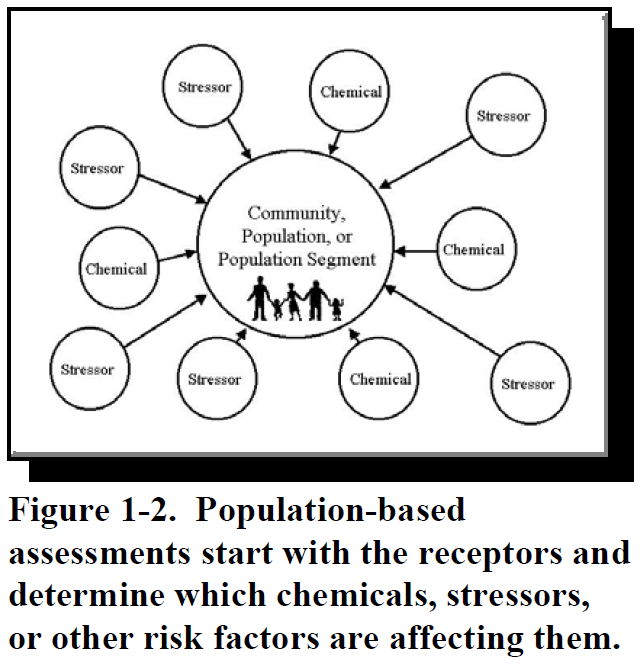 Stressor
Chemical
Stressor
Stressor
Community,
Population, or
Population Segment
Chemical
Chemical
Stressor
Stressor
Chemical
Stressor
Figure 1-2.  Population-based
assessments start with the receptors and
determine which chemicals, stressors,
or other risk factors are affecting them.